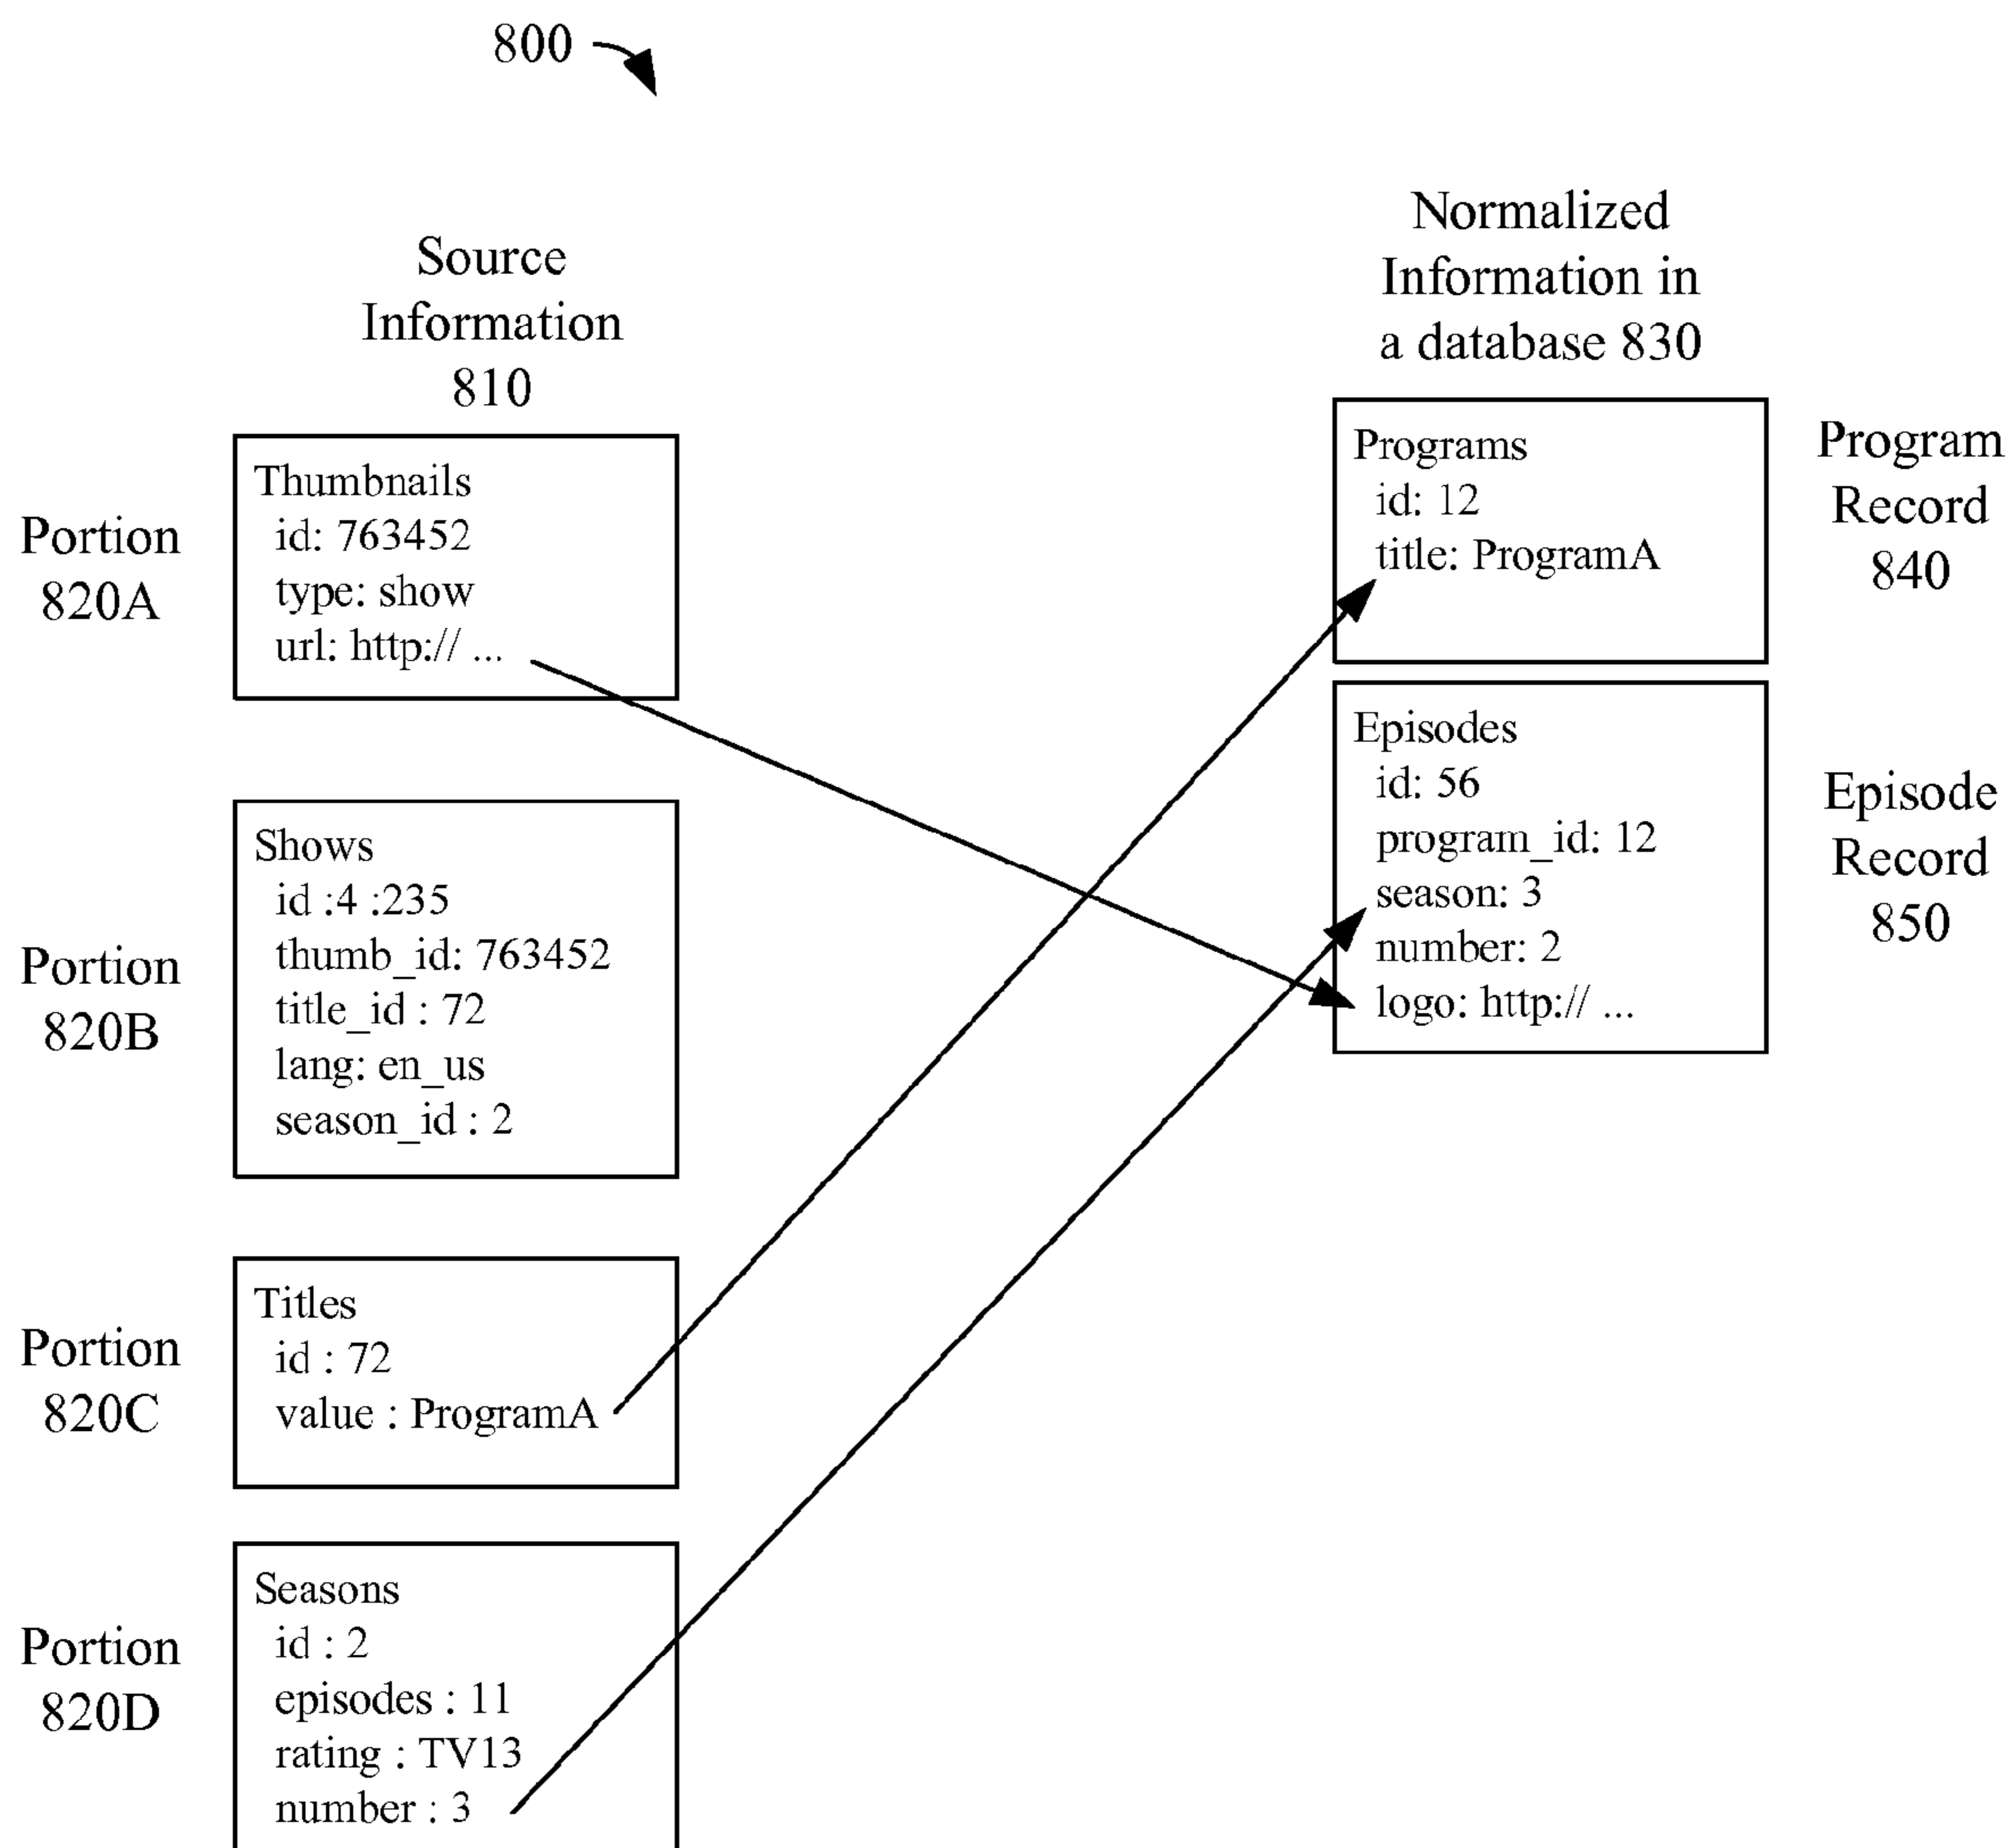 800
Source
Information
810
Portion
820A
Thumbnails
id: 763452
type: show
url: http:// ...
Portion
820B
Shows
id :4 :235
thumb_id: 763452
title_id : 72
lang: en_us
season_id : 2
Portion
820C
Titles
id : 72
value : ProgramA
Portion
820D
Seasons
id : 2
episodes : 11
rating : TV13
number : 3
Normalized
Information in
a database 830
Programs
id: 12
title: ProgramA
Program
Record
840
Episodes
id: 56
program_id: 12
season: 3
number: 2
logo: http:// ...
Episode
Record
850